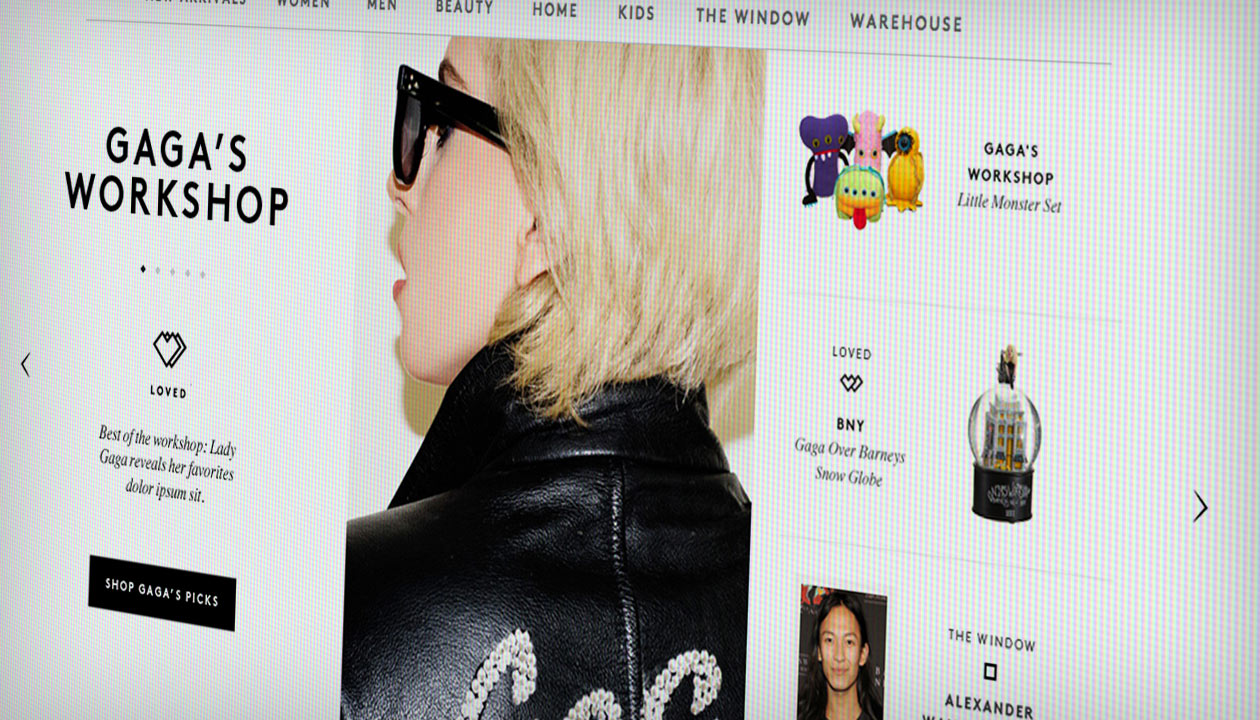 ARRIVALS
WOMEN
MEN
BEAUTY
HOME
KIDS
THE WINDOW
WAREHOUSE
GAGA'S
WORKSHOP
LOVED
Best of the workshop: Lady
Gaga reveals her favorites
dolor ipsum sit.
SHOP GAGA'S PICKS
GAGA'S
WORKSHOP
Little Monster Set
LOVED
BNY
Gaga Over Barneys
Snow Globe
THE WINDOW
ALEXANDER